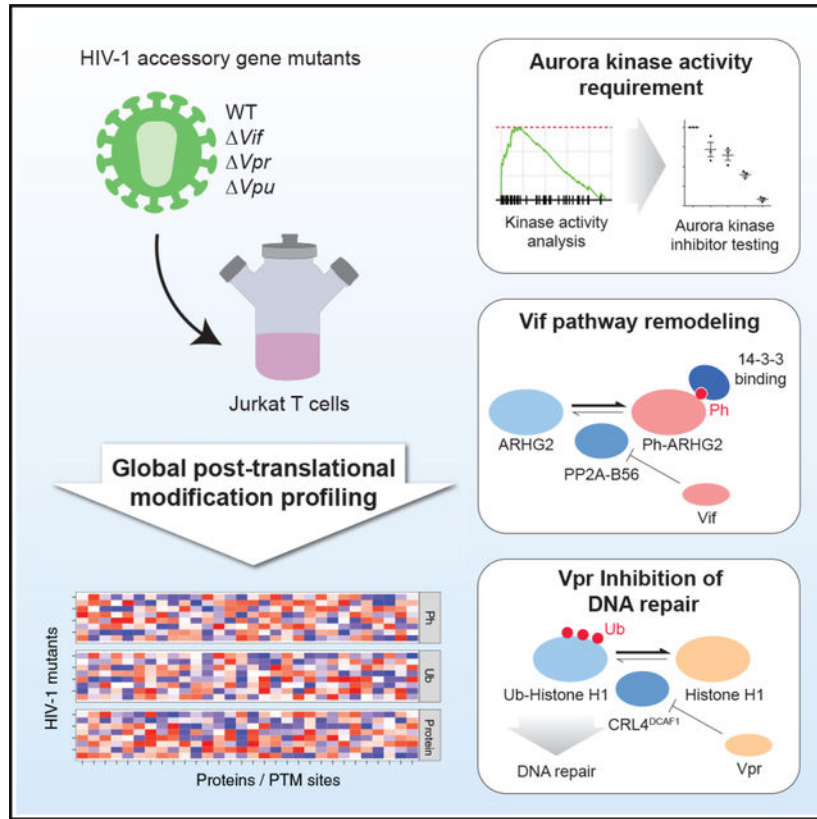 HIV-1 accessory gene mutants
WT
ΔVif
ΔVpr
ΔVpu
Jurkat T cells
Global post-translational
modification profiling
HIV-1 mutants
Ph
Ub
Protein
Proteins / PTM sites
Aurora kinase activity
requirement
Kinase activity
analysis
Aurora kinase
inhibitor testing
Vif pathway remodeling
14-3-3
binding
Ph
ARHG2
Ph-ARHG2
PP2A-B56
Vif
Vpr Inhibition of
DNA repair
Ub
Ub-Histone H1
Histone H1
CRL4DCAF1
DNA repair
Vpr